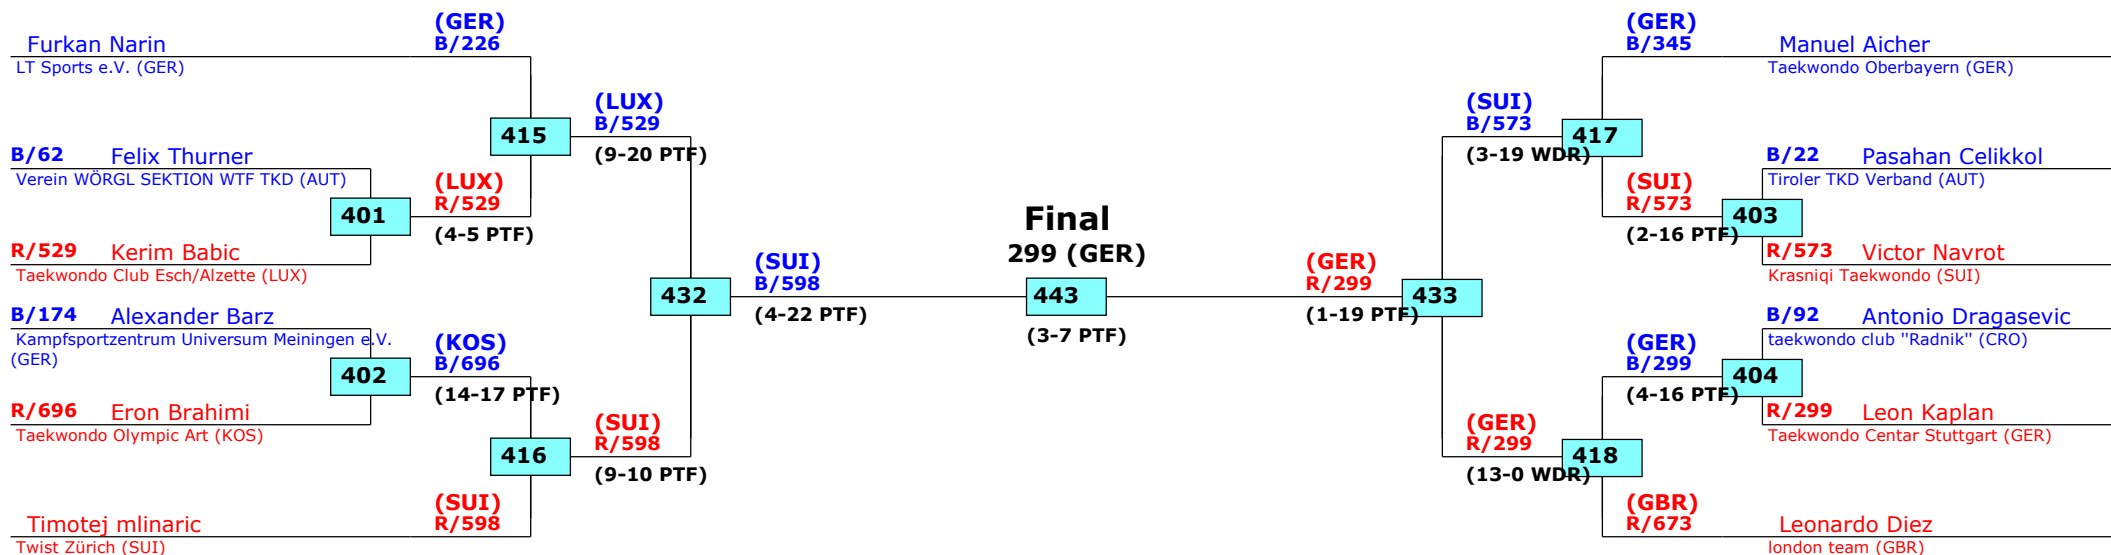 (GER)
B/226
Furkan Narin
LT Sports e.V. (GER)
B/62 Felix Thurner
Verein WÖRGL SEKTION WTF TKD (AUT)
401
R/529 Kerim Babic
Taekwondo Club Esch/Alzette (LUX)
(LUX)
R/529
(4-5 PTF)
415
(LUX)
B/529
(9-20 PTF)
B/174 Alexander Barz
Kampfsportzentrum Universum Meiningen e.V.
(GER)
402
R/696 Eron Brahimi
Taekwondo Olympic Art (KOS)
(KOS)
B/696
(14-17 PTF)
416
(SUI)
R/598
(9-10 PTF)
(SUI)
R/598
Timotej mlinaric
Twist Zürich (SUI)
432
(SUI)
B/598
(4-22 PTF)
Final
299 (GER)
443
(3-7 PTF)
(GER)
R/299
(1-19 PTF)
433
(SUI)
B/573
(3-19 WDR)
417
(GER)
B/345
Manuel Aicher
Taekwondo Oberbayern (GER)
(SUI)
R/573
(2-16 PTF)
403
B/22 Pasahan Celikkol
Tiroler TKD Verband (AUT)
R/573 Victor Navrot
Krasniqi Taekwondo (SUI)
(GER)
R/299
(13-0 WDR)
418
(GER)
B/299
(4-16 PTF)
404
B/92 Antonio Dragasevic
taekwondo club "Radnik" (CRO)
R/299 Leon Kaplan
Taekwondo Centar Stuttgart (GER)
(GBR)
R/673
Leonardo Diez
london team (GBR)